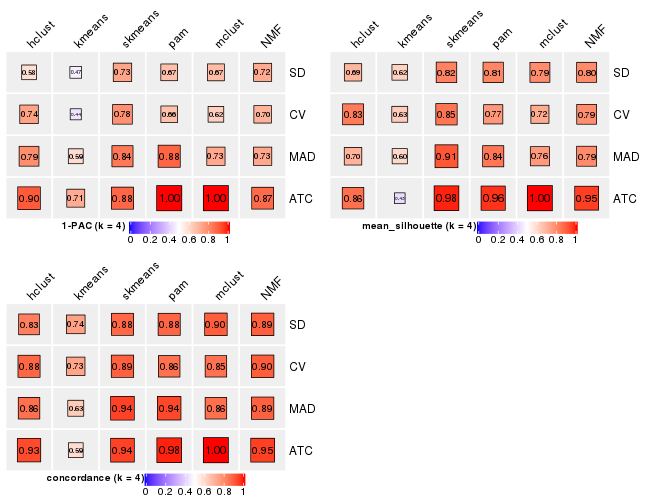 hclust kmeans skmeans pam mclust NMF
0.58 0.47 0.73 0.67 0.67 0.72 SD
0.74 0.44 0.78 0.66 0.62 0.70 CV
0.79 0.59 0.84 0.88 0.73 0.73 MAD
0.90 0.71 0.88 1.00 1.00 0.87 ATC
1-PAC (k = 4)
0 0.2 0.4 0.6 0.8 1
hclust kmeans skmeans pam mclust NMF
0.69 0.62 0.82 0.81 0.79 0.80 SD
0.83 0.63 0.85 0.77 0.72 0.79 CV
0.70 0.60 0.91 0.84 0.76 0.79 MAD
0.86 0.98 0.96 1.00 0.95 ATC
mean_silhouette (k = 4)
0 0.2 0.4 0.6 0.8 1
hclust kmeans skmeans pam mclust NMF
0.83 0.74 0.88 0.88 0.90 0.89 SD
0.88 0.73 0.89 0.86 0.85 0.90 CV
0.86 0.63 0.94 0.94 0.86 0.89 MAD
0.93 0.59 0.94 0.98 1.00 0.95 ATC
concordance (k = 4)
0 0.2 0.4 0.6 0.8 1